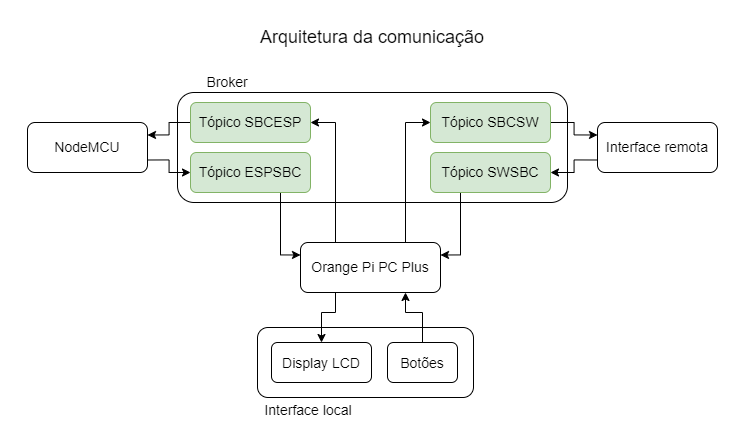 Arquitetura da comunicação
Broker
Tópico SBCESP
Tópico SBCSW
NodeMCU
Interface remota
Tópico ESPSBC
Tópico SWSBC
Orange Pi PC Plus
Display LCD
Botões
Interface local